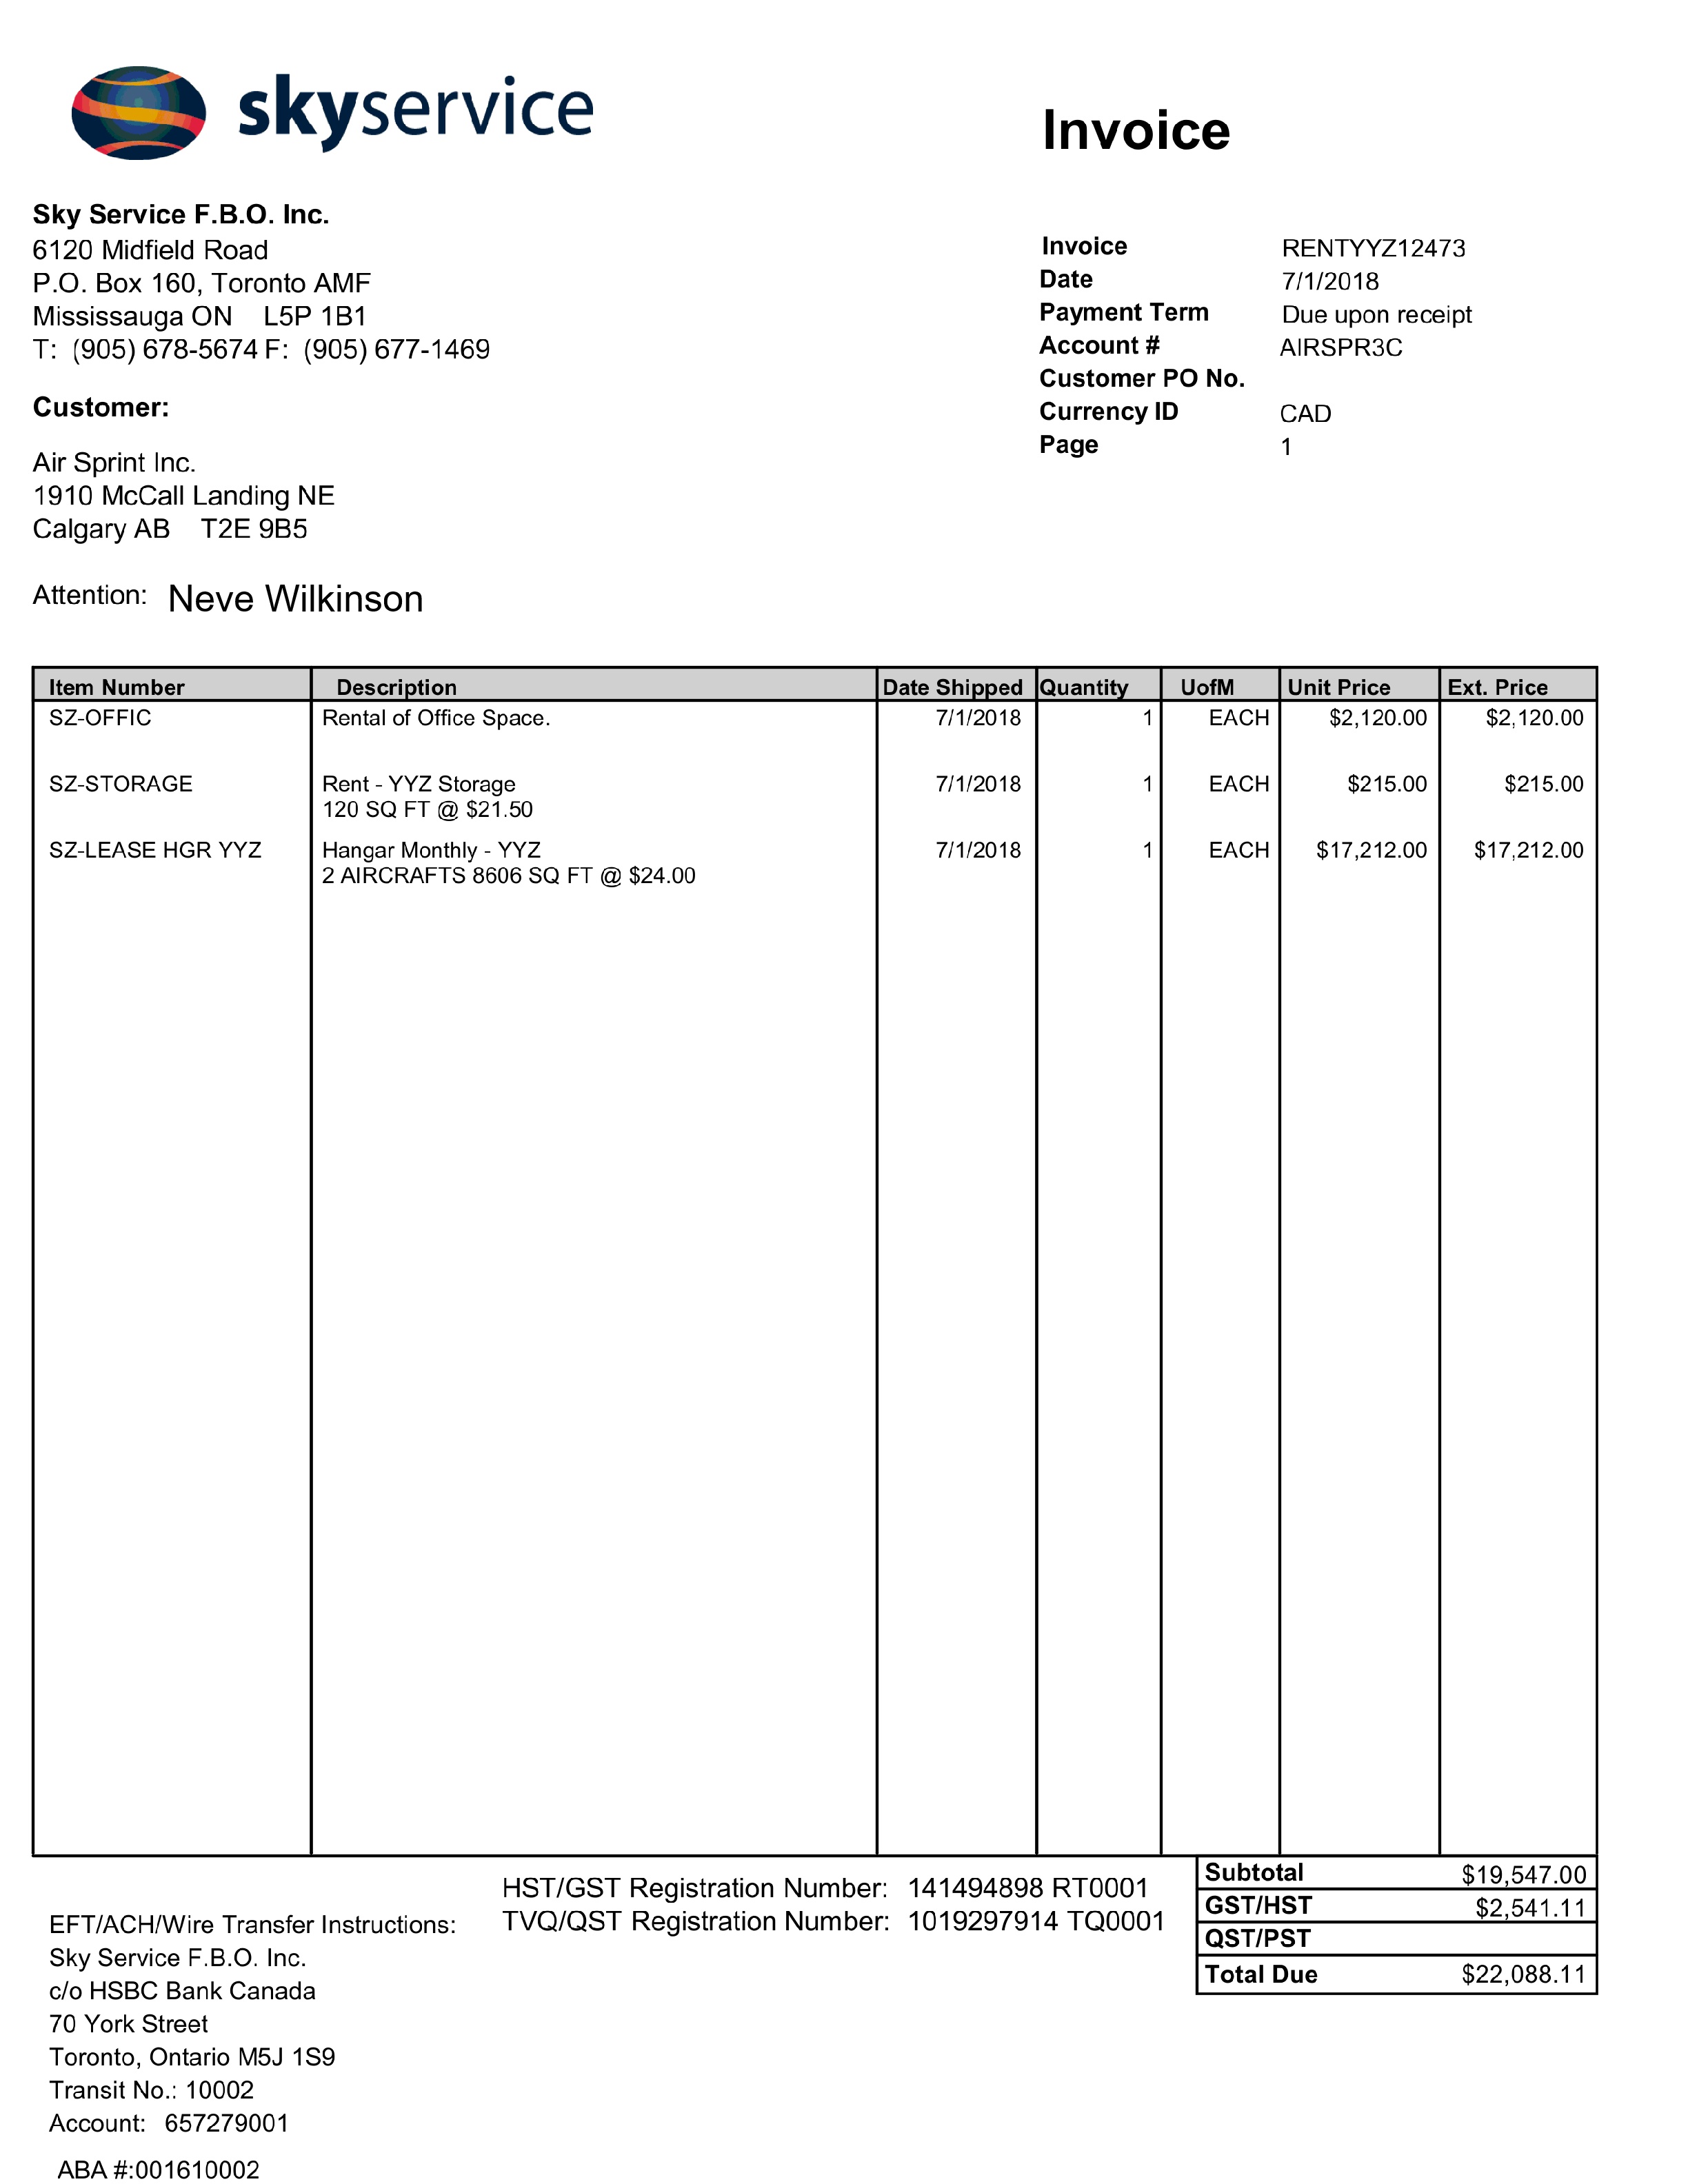 skyservice
Invoice
Sky Service F.B.O. Inc.
6120 Midfield Road
P.O. Box 160, Toronto AMF
Mississauga ON L5P 1B1
T: (905) 678-5674 F: (905) 677-1469
Invoice RENTYYZ12473
Date 7/1/2018
Payment Term Due upon receipt
Account # AIRSPR3C
Customer PO No.
Currency ID CAD
Page 1
Customer:
Air Sprint Inc.
1910 McCall Landing NE
Calgary AB T2E 9B5
Attention: Neve Wilkinson
Item Number Description Date Shipped Quantity UofM Unit Price Ext. Price
SZ-OFFIC Rental of Office Space. 7/1/2018 1 EACH $2,120.00 $2,120.00
SZ-STORAGE Rent - YYZ Storage 7/1/2018 1 EACH $215.00 $215.00
120 SQ FT @ $21.50
SZ-LEASE HGR YYZ Hangar Monthly - YYZ 7/1/2018 1 EACH $17,212.00 $17,212.00
2 AIRCRAFTS 8606 SQ FT @ $24.00
HST/GST Registration Number: 141494898 RT0001
TVQ/QST Registration Number: 1019297914 TQ0001
Subtotal $19,547.00
GST/HST $2,541.11
QST/PST
Total Due $22,088.11
EFT/ACH/Wire Transfer Instructions:
Sky Service F.B.O. Inc.
c/o HSBC Bank Canada
70 York Street
Toronto, Ontario M5J 1S9
Transit No.: 10002
Account: 657279001
ABA #:001610002